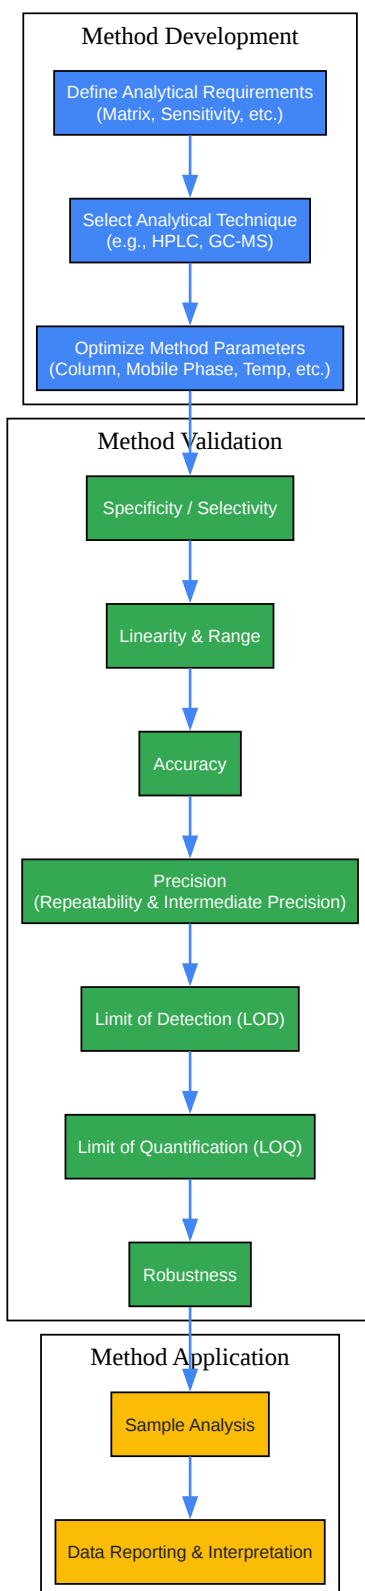 Method Development
Define Analytical Requirements
(Matrix, Sensitivity, etc.)
Select Analytical Technique
(e.g., HPLC, GC-MS)
Optimize Method Parameters
(Column, Mobile Phase, Temp, etc.)
Method Validation
Specificity / Selectivity
Linearity & Range
Accuracy
Precision
(Repeatability & Intermediate Precision)
Limit of Detection (LOD)
Limit of Quantification (LOQ)
Robustness
Method Application
Sample Analysis
Data Reporting & Interpretation